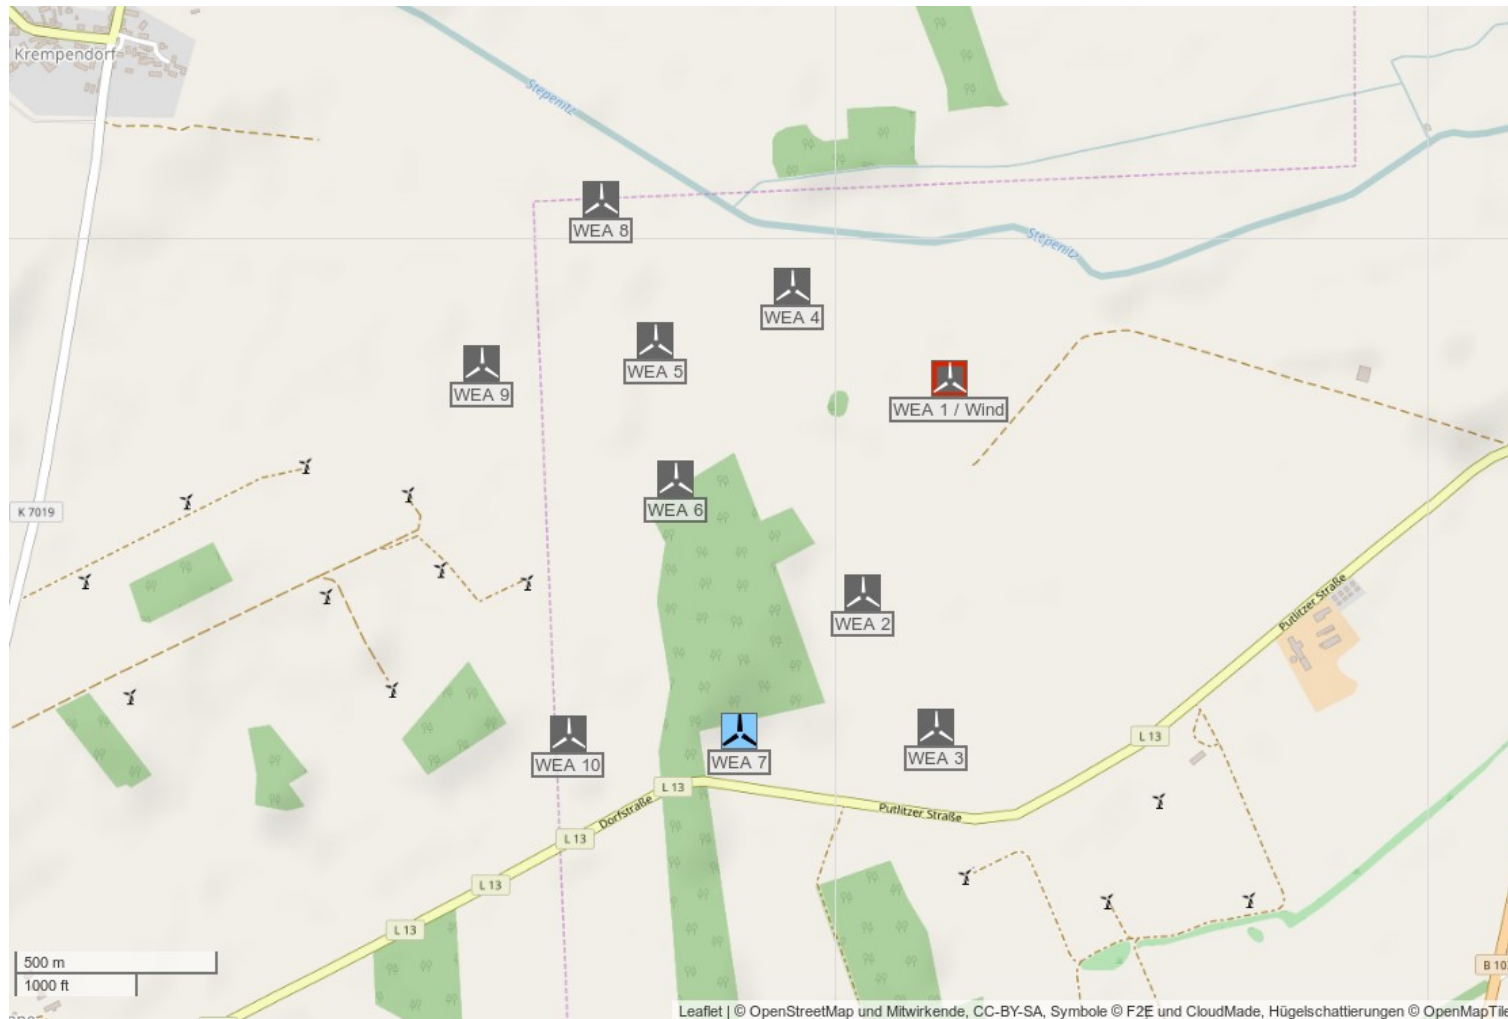 Krempendorf
Stepenitz
WEA 8
Stepenitz
WEA 4
WEA 5
WEA 9
WEA 1 / Wind
K 7019
WEA 6
WEA 2
Putlitzer Straße
L 13
WEA 10
WEA 7
WEA 3
L 13
Dorfstraße
Putlitzer Straße
L 13
L 13
L 13
500 m
1000 ft
B 10
Leaflet | © OpenStreetMap und Mitwirkende, CC-BY-SA, Symbole © F2E und CloudMade, Hügelschattierungen © OpenMapTil